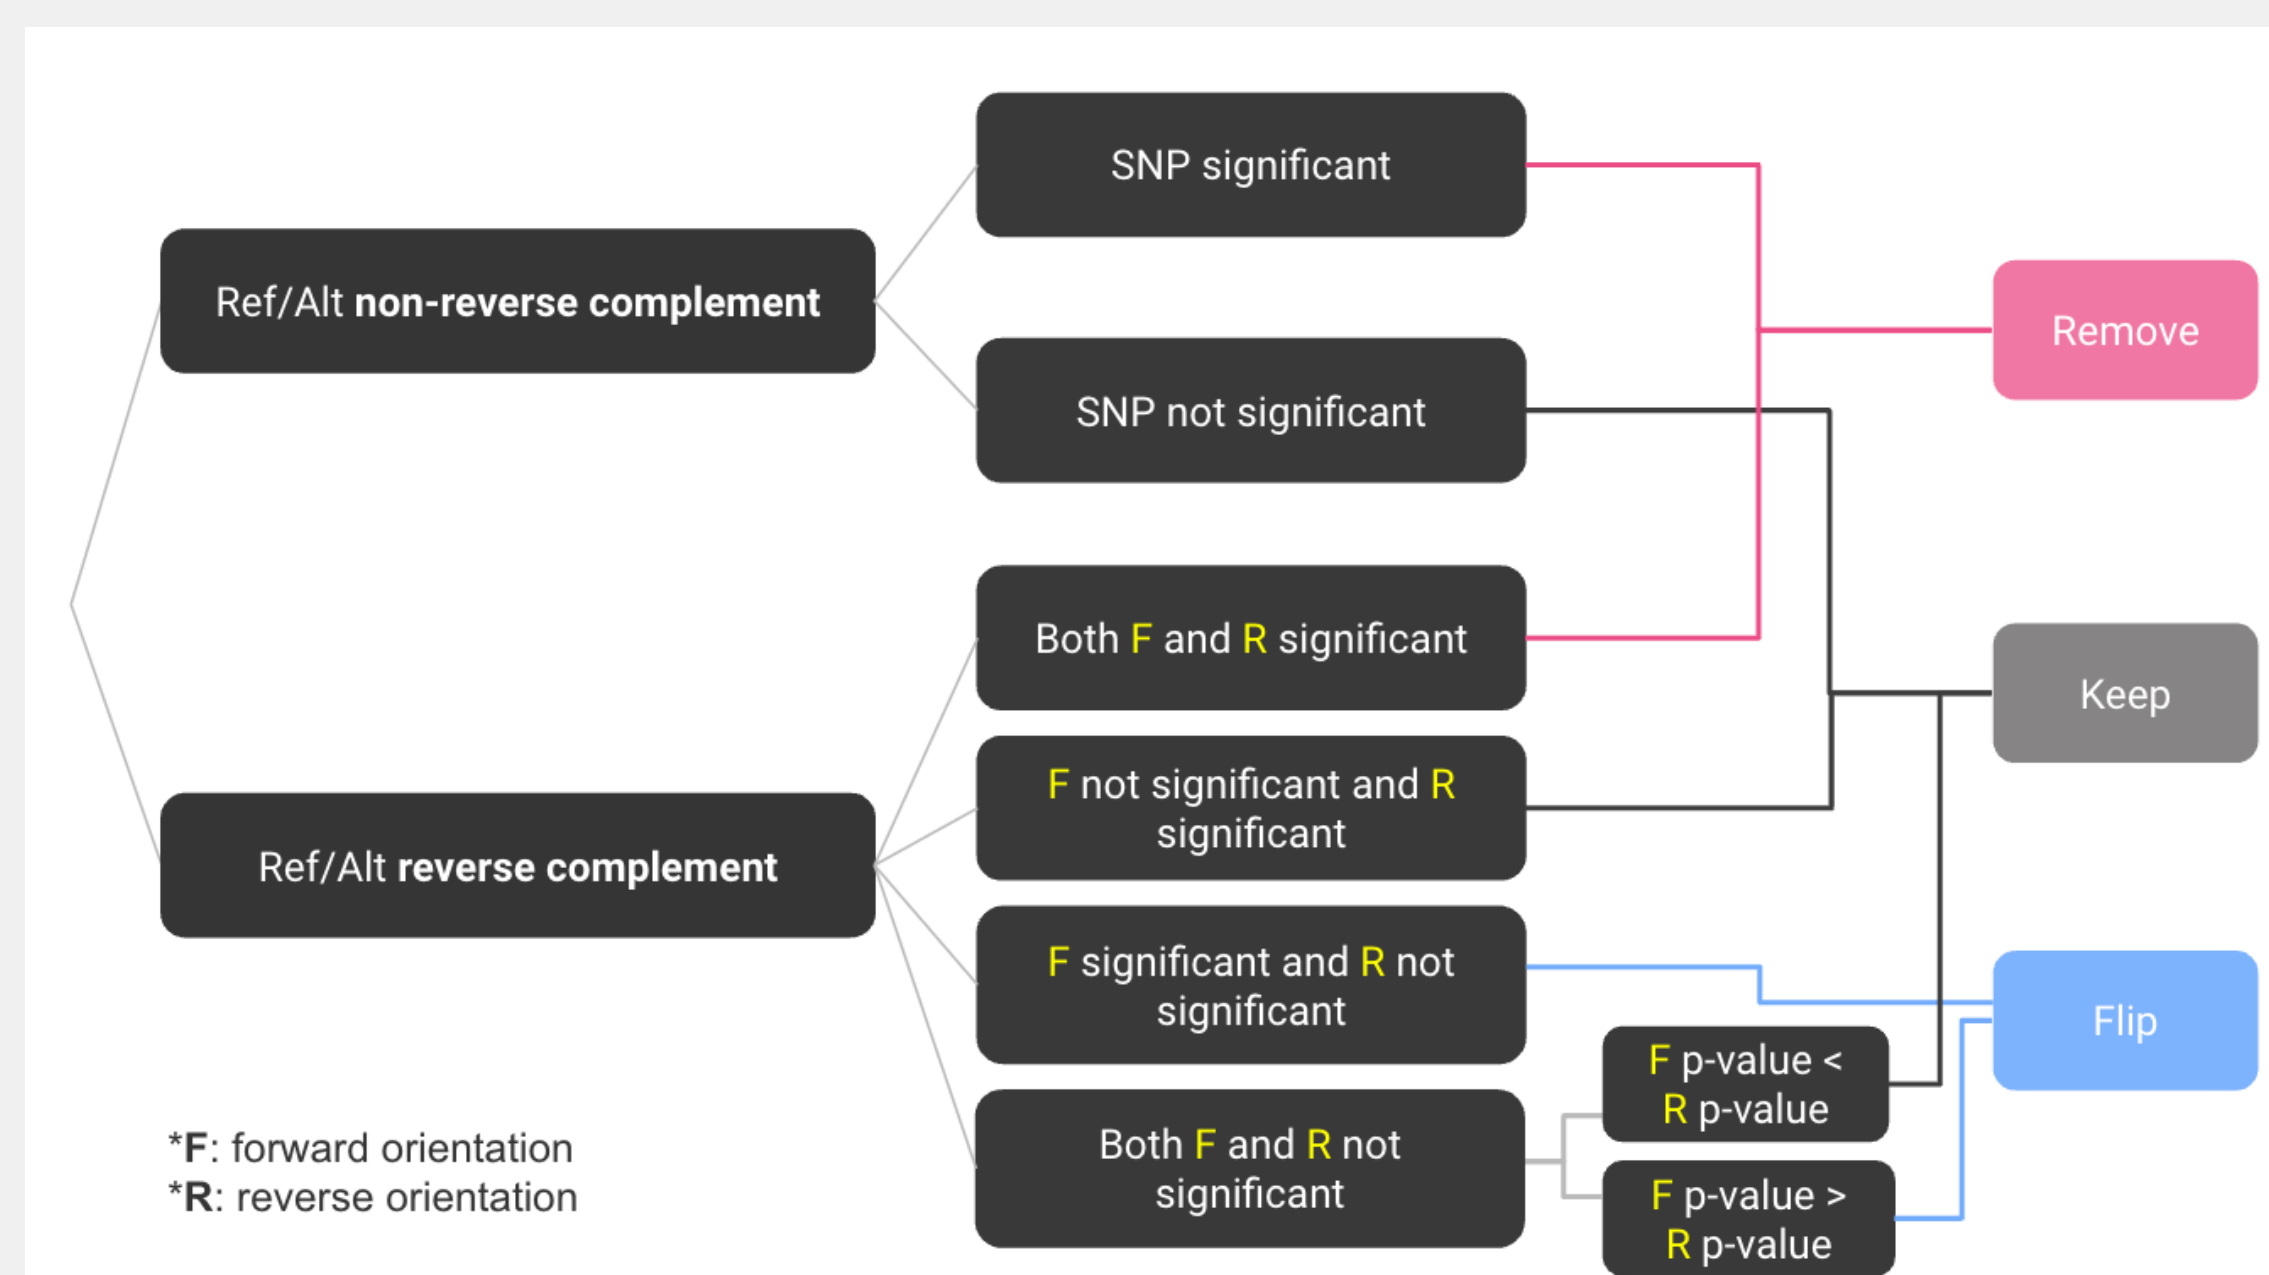 SNP significant
Ref/Alt non-reverse complement
Remove
SNP not significant
Both F and R significant
Keep
F not significant and R
significant
Ref/Alt reverse complement
F significant and R not
significant
Flip
F p-value <
R p-value
Both F and R not
significant
F p-value >
R p-value
*F: forward orientation
*R: reverse orientation